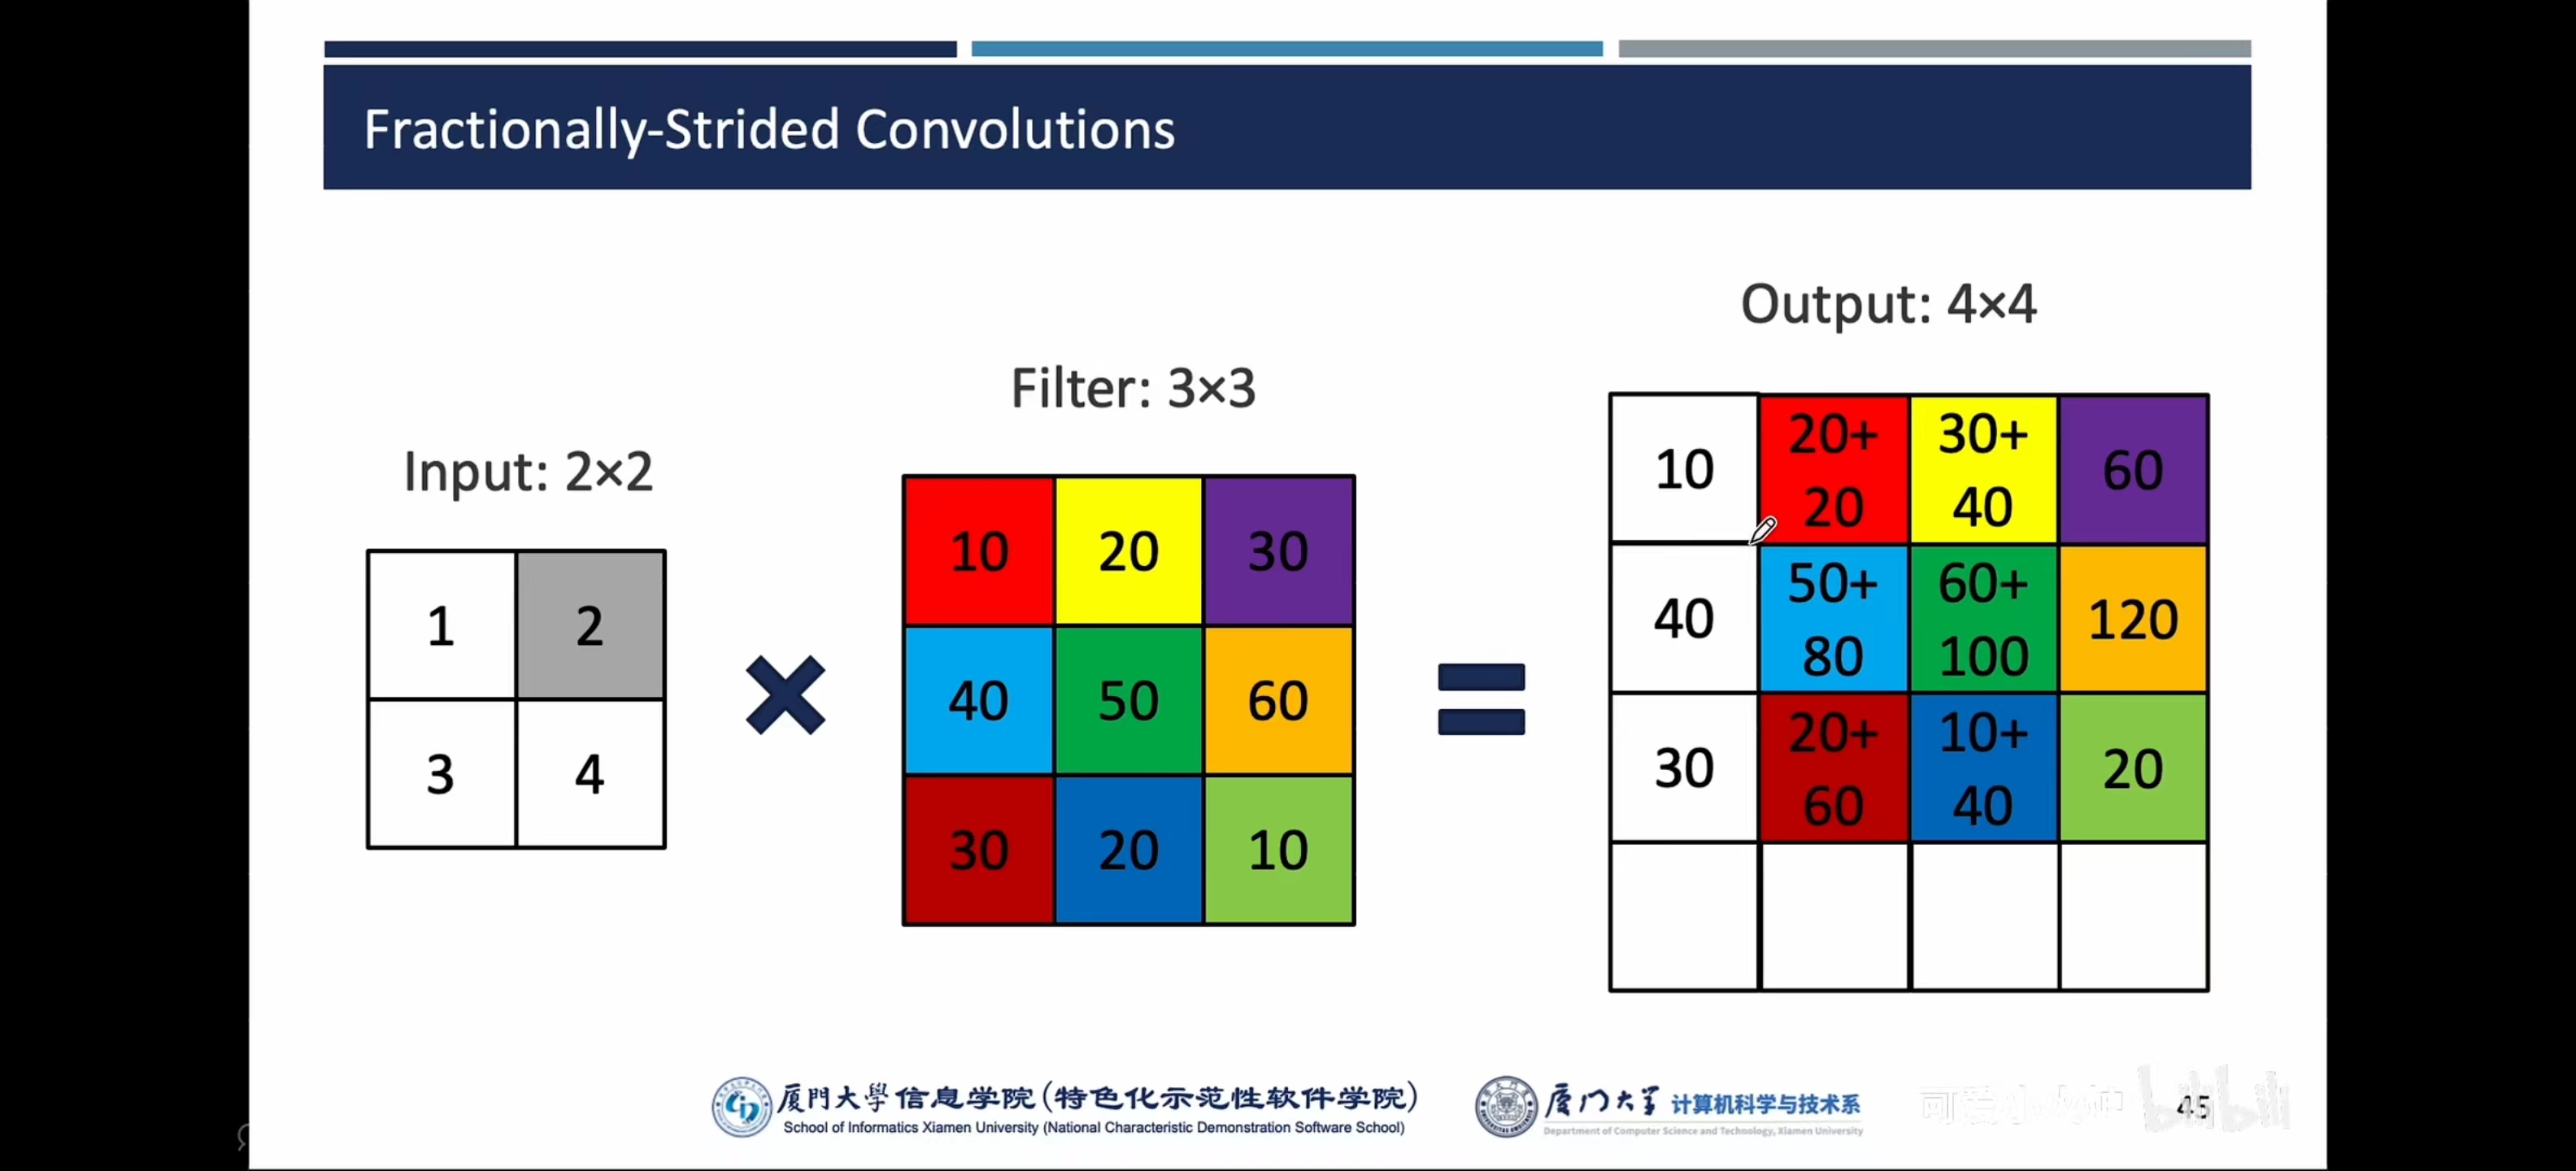 Fractionally-Strided Convolutions
Output: 4×4
Filter: 3×3
Input: 2×2
1 2
3 4
10 20 30
40 50 60
30 20 10
10 20+ 30+ 60
20 40
40 50+ 60+ 120
80 100
30 20+ 10+ 20
60 40
厦門大學信息学院(特色化示范性软件学院)
School of Informatics Xiamen University (National Characteristic Demonstration Software School)
厦门大学 计算机科学与技术系
Department of Computer Science and Technology, Xiamen University
bilibili
45